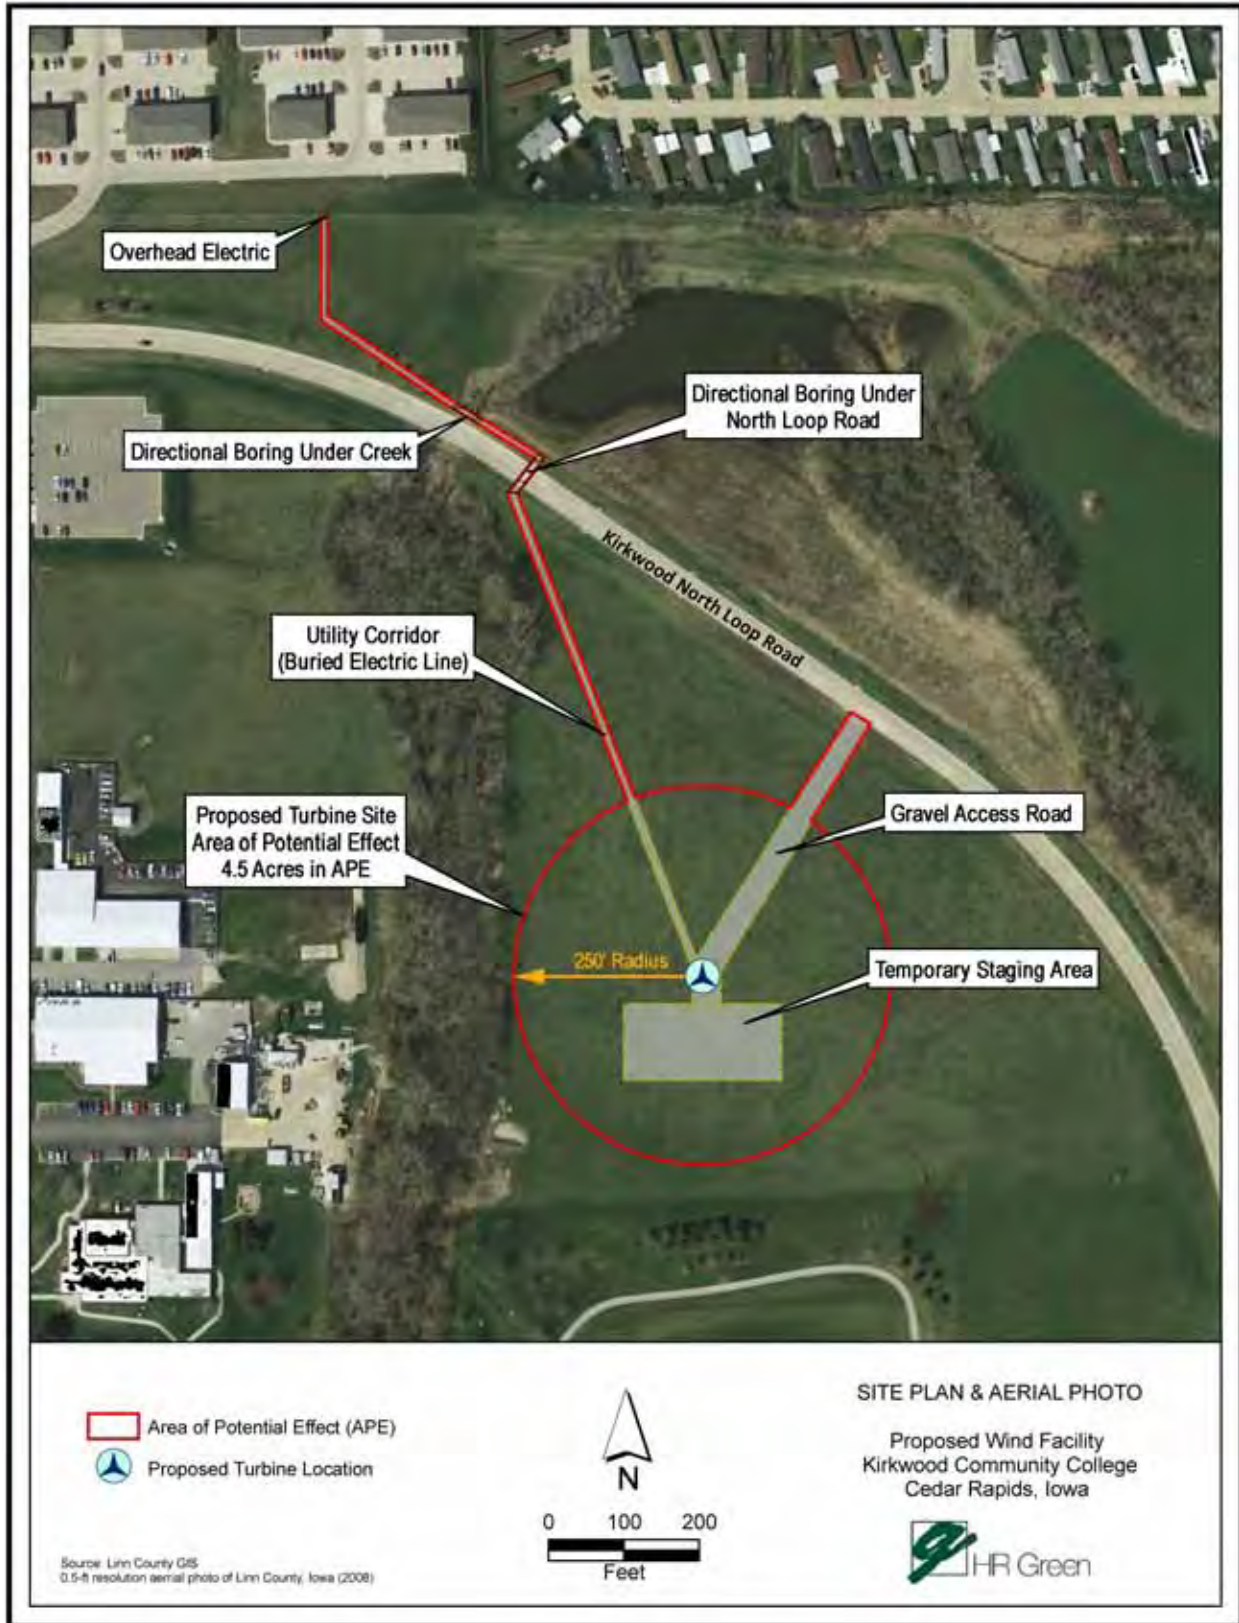 Overhead Electric
Directional Boring Under
North Loop Road
Directional Boring Under Creek
Kirkwood North Loop Road
Utility Corridor
(Buried Electric Line)
Proposed Turbine Site
Area of Potential Effect
4.5 Acres in APE
Gravel Access Road
250' Radius
Temporary Staging Area
Area of Potential Effect (APE)
Proposed Turbine Location
N
0 100 200
Feet
SITE PLAN & AERIAL PHOTO
Proposed Wind Facility
Kirkwood Community College
Cedar Rapids, Iowa
HR Green
Source: Linn County GIS
0.5-ft resolution aerial photo of Linn County, Iowa (2008)